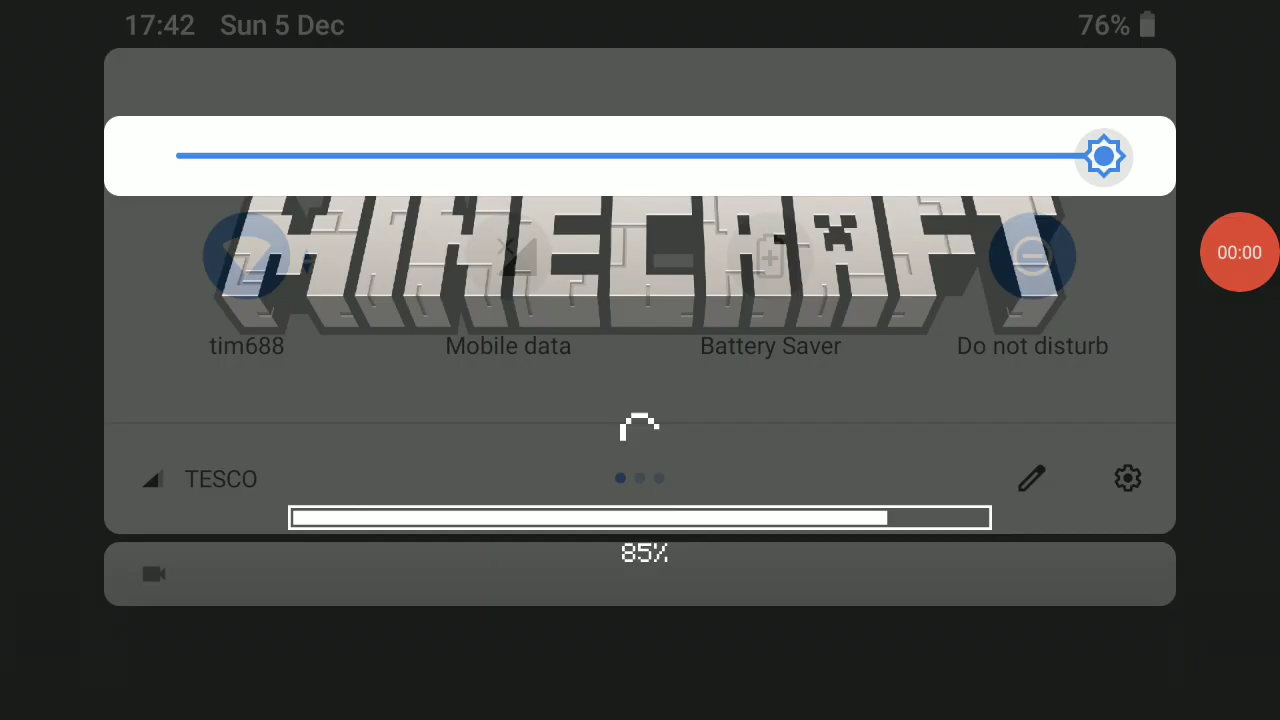 17:42 Sun 5 Dec 76%
MINECRAFT
00:00
tim688 Mobile data Battery Saver Do not disturb
TESCO
85%